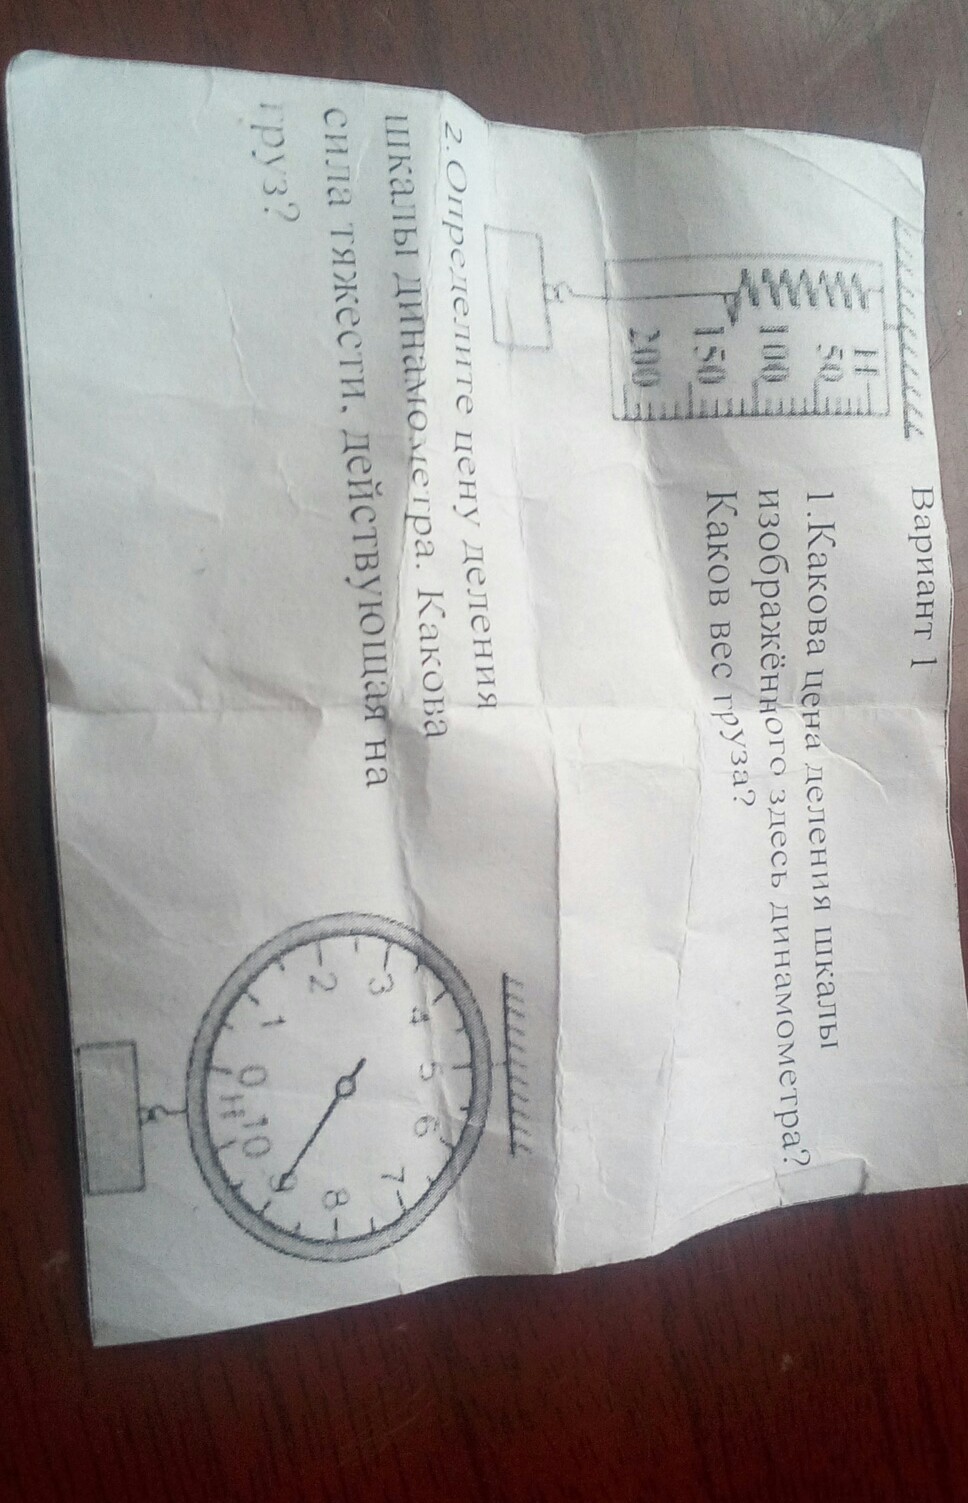 Вариант 1
1.Какова цена деления шкалы
изображённого здесь динамометра?
Каков вес груза?
Н
50
100
150
200
2.Определите цену деления
шкалы динамометра. Какова
сила тяжести, действующая на
груз?
0
1
2
3
4
5
6
7
8
9
10
Н